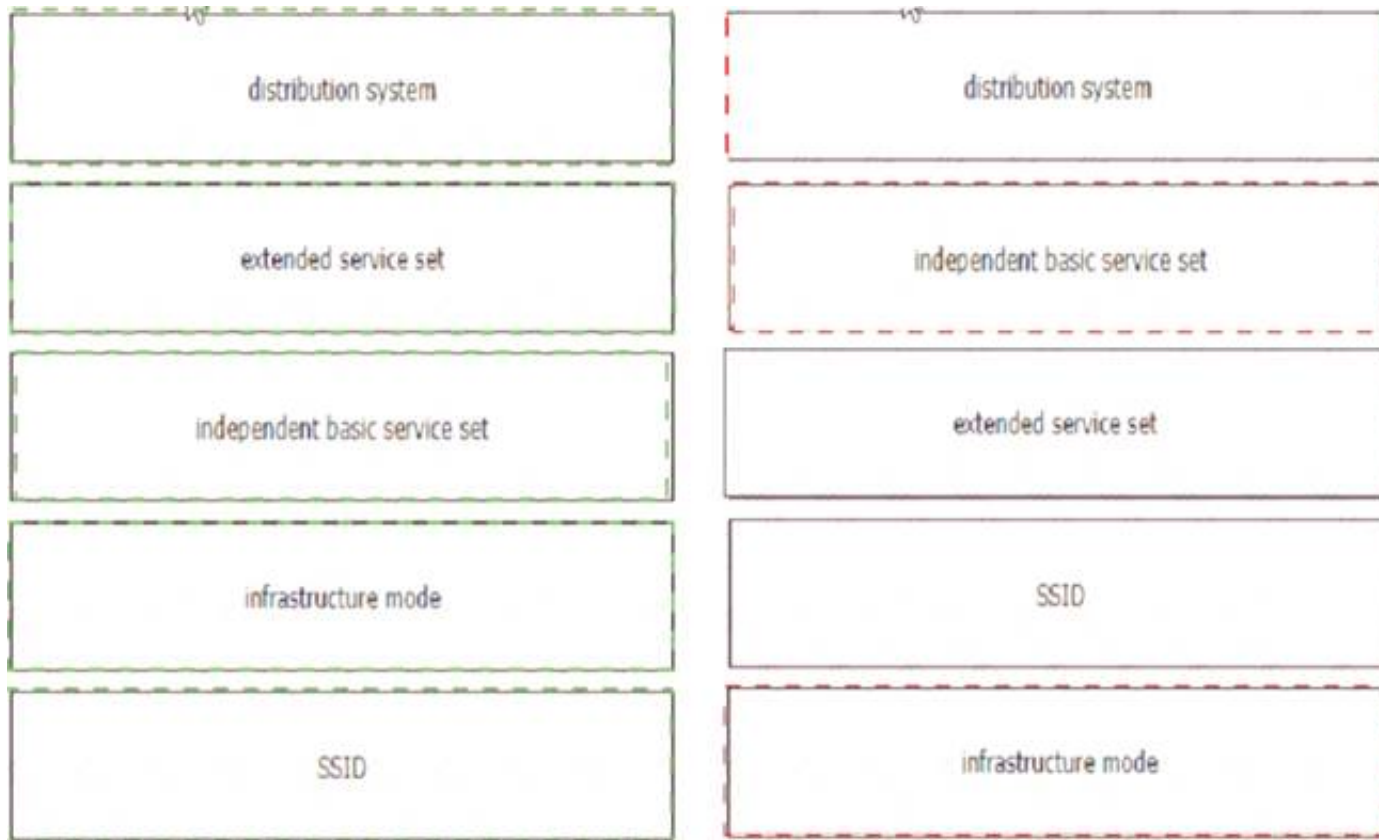 distribution system
extended service set
independent basic service set
infrastructure mode
SSID
distribution system
independent basic service set
extended service set
SSID
infrastructure mode